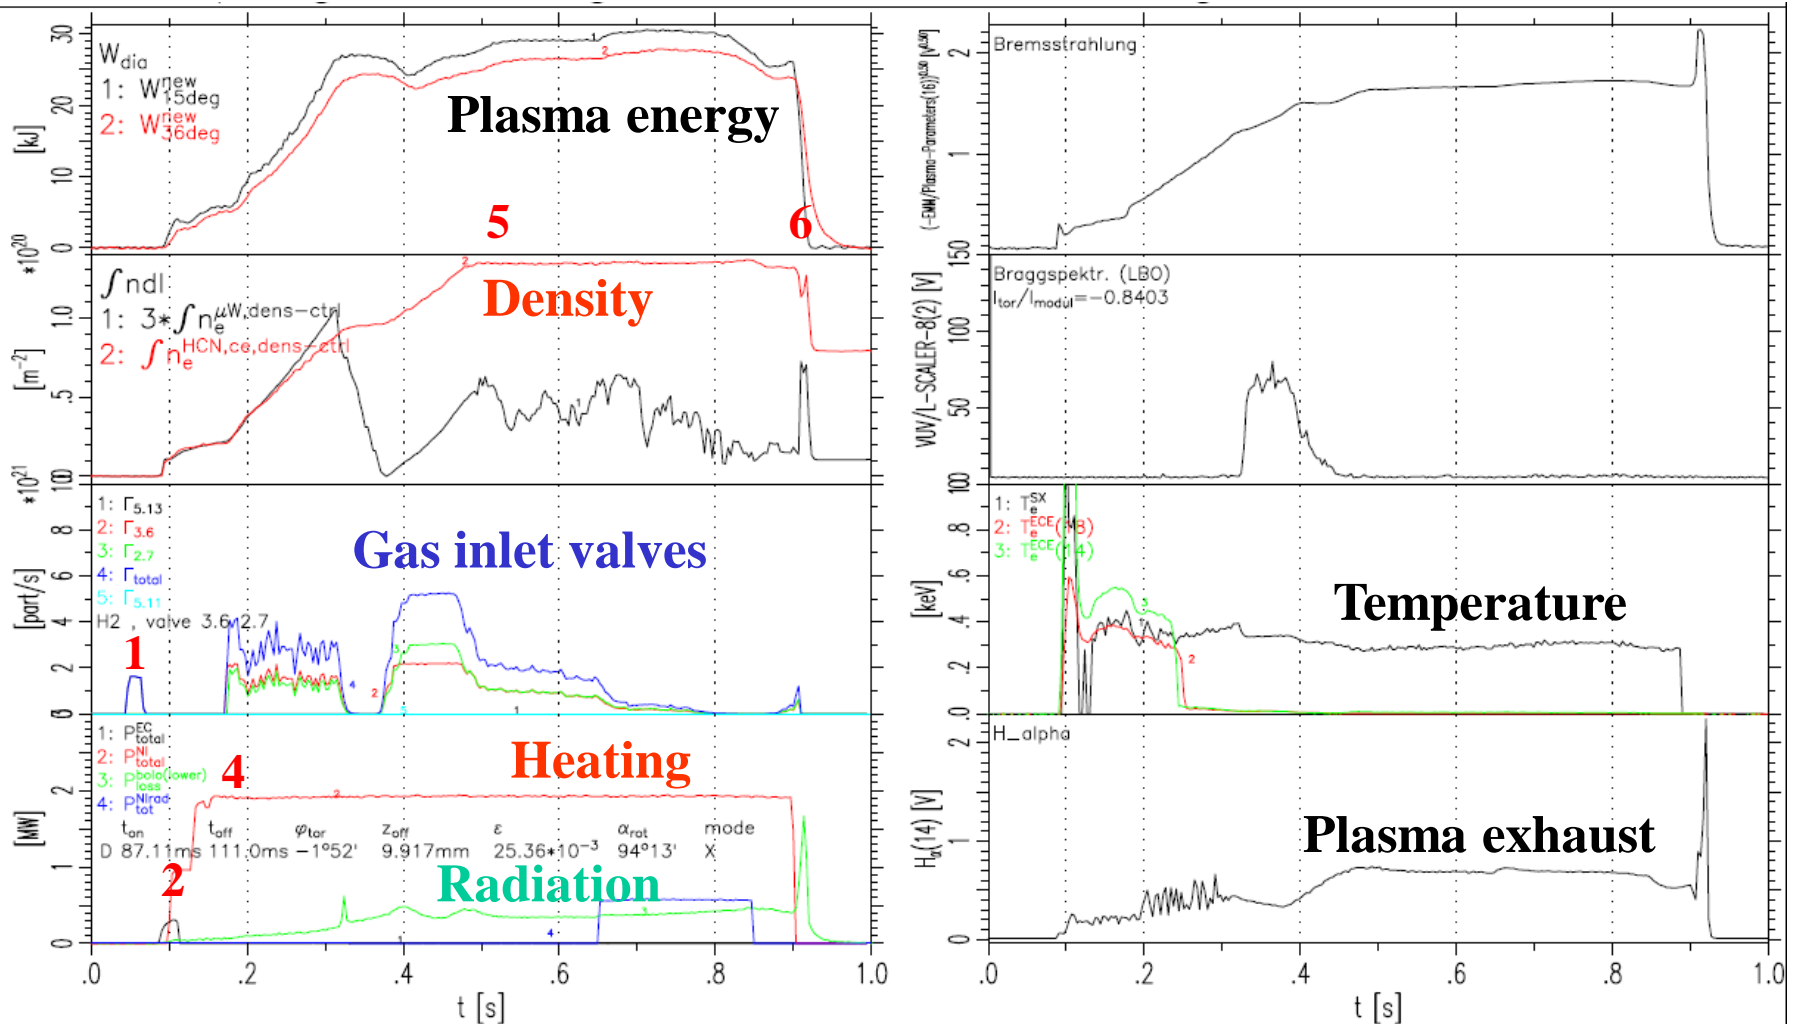 W_dia
1: W^new_15deg
2: W^new_36deg
Plasma energy
5
6
[kJ]
30
20
10
0
*10^20
∫ndl
1: 3*∫n_e^μW,dens-ctrl
2: ∫n_e^HCN,ce,dens-ctrl
Density
[m^-2]
1.0
.5
0
*10^21
1: Γ_5.13
2: Γ_3.6
3: Γ_2.7
4: Γ_total
5: Γ_5.11
H2 , valve 3.6 2.7
Gas inlet valves
1
[part/s]
8
6
4
2
0
1: P^EC_total
2: P^NI_total
3: P^bolo(lower)_loss
4: P^NIrad_tot
Heating
4
2
Radiation
[MW]
2
1
0
t_on t_off φ_tor z_off ε α_rot mode
D 87.11ms 111.0ms −1°52' 9.917mm 25.36*10^−3 94°13' X
.0 .2 .4 .6 .8 1.0
t [s]
Bremsstrahlung
2
1
Braggspektr. (LBO)
I_tor/I_modul=−0.8403
VUV/L-SCALER-8(2) [V]
150
100
50
0
1: T_e^SX
2: T_e^ECE(18)
3: T_e^ECE(14)
Temperature
[keV]
.8
.6
.4
.2
.0
H_alpha
Plasma exhaust
H_α(14) [V]
2
1
0
.0 .2 .4 .6 .8 1.0
t [s]